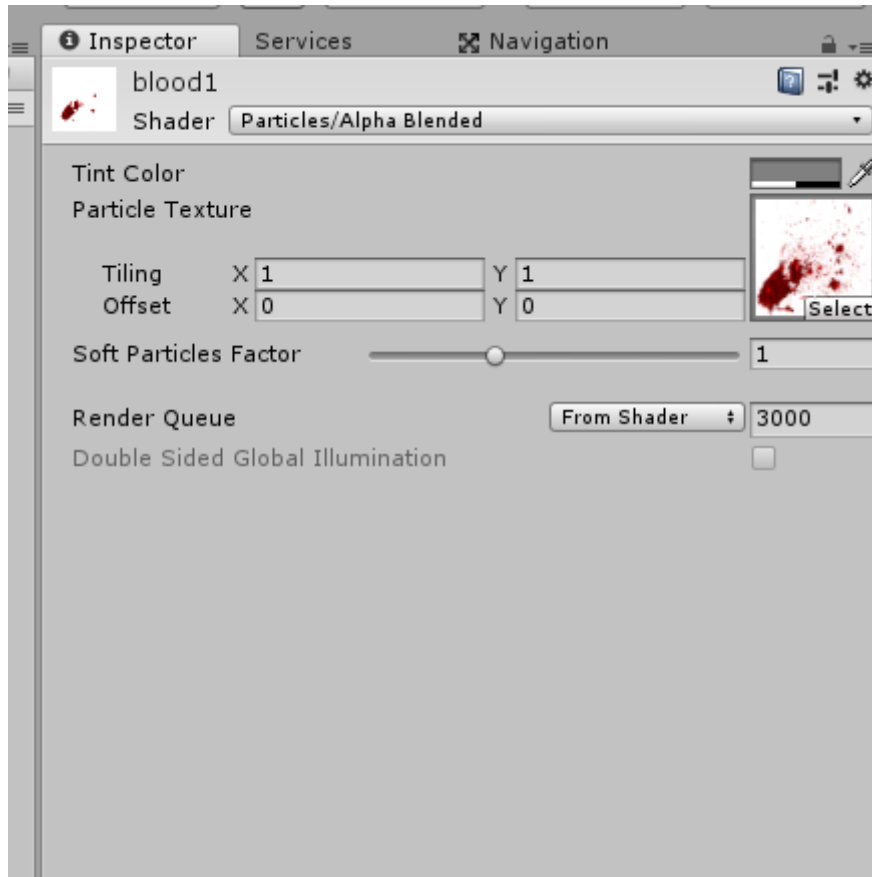 Inspector Services Navigation
blood1
Shader Particles/Alpha Blended
Tint Color
Particle Texture
Tiling X 1 Y 1
Offset X 0 Y 0
Select
Soft Particles Factor 1
Render Queue From Shader 3000
Double Sided Global Illumination